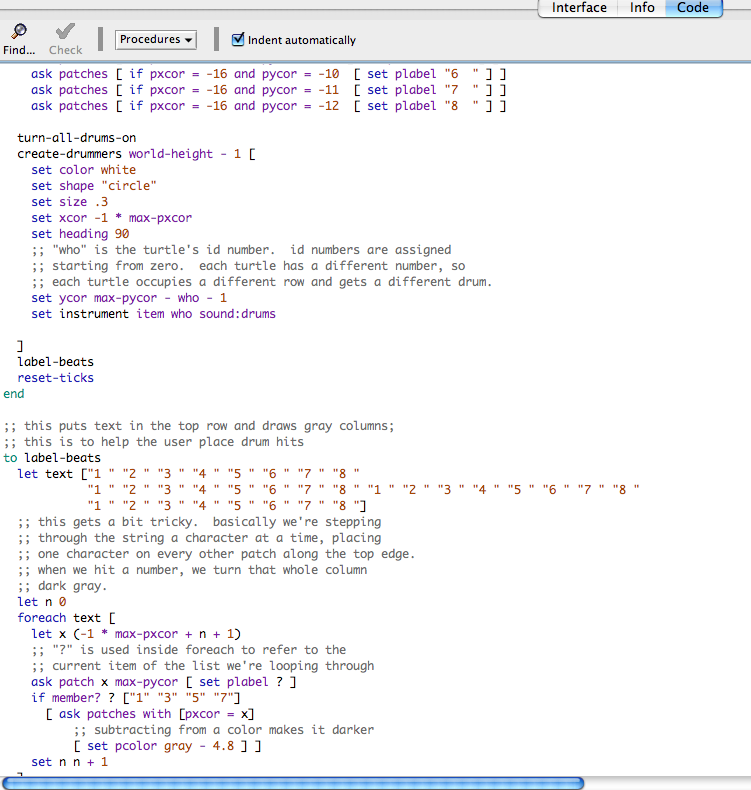 Interface Info Code
Find... Check Procedures Indent automatically
ask patches [ if pxcor = -16 and pycor = -10  [ set plabel "6  " ] ]
ask patches [ if pxcor = -16 and pycor = -11  [ set plabel "7  " ] ]
ask patches [ if pxcor = -16 and pycor = -12  [ set plabel "8  " ] ]
turn-all-drums-on
create-drummers world-height - 1 [
set color white
set shape "circle"
set size .3
set xcor -1 * max-pxcor
set heading 90
;; "who" is the turtle's id number.  id numbers are assigned
;; starting from zero.  each turtle has a different number, so
;; each turtle occupies a different row and gets a different drum.
set ycor max-pycor - who - 1
set instrument item who sound:drums
]
label-beats
reset-ticks
end
;; this puts text in the top row and draws gray columns;
;; this is to help the user place drum hits
to label-beats
let text ["1 " "2 " "3 " "4 " "5 " "6 " "7 " "8 "
"1 " "2 " "3 " "4 " "5 " "6 " "7 " "8 " "1 " "2 " "3 " "4 " "5 " "6 " "7 " "8 "
"1 " "2 " "3 " "4 " "5 " "6 " "7 " "8 "]
;; this gets a bit tricky.  basically we're stepping
;; through the string a character at a time, placing
;; one character on every other patch along the top edge.
;; when we hit a number, we turn that whole column
;; dark gray.
let n 0
foreach text [
let x (-1 * max-pxcor + n + 1)
;; "?" is used inside foreach to refer to the
;; current item of the list we're looping through
ask patch x max-pycor [ set plabel ? ]
if member? ? ["1" "3" "5" "7"]
[ ask patches with [pxcor = x]
;; subtracting from a color makes it darker
[ set pcolor gray - 4.8 ] ]
set n n + 1